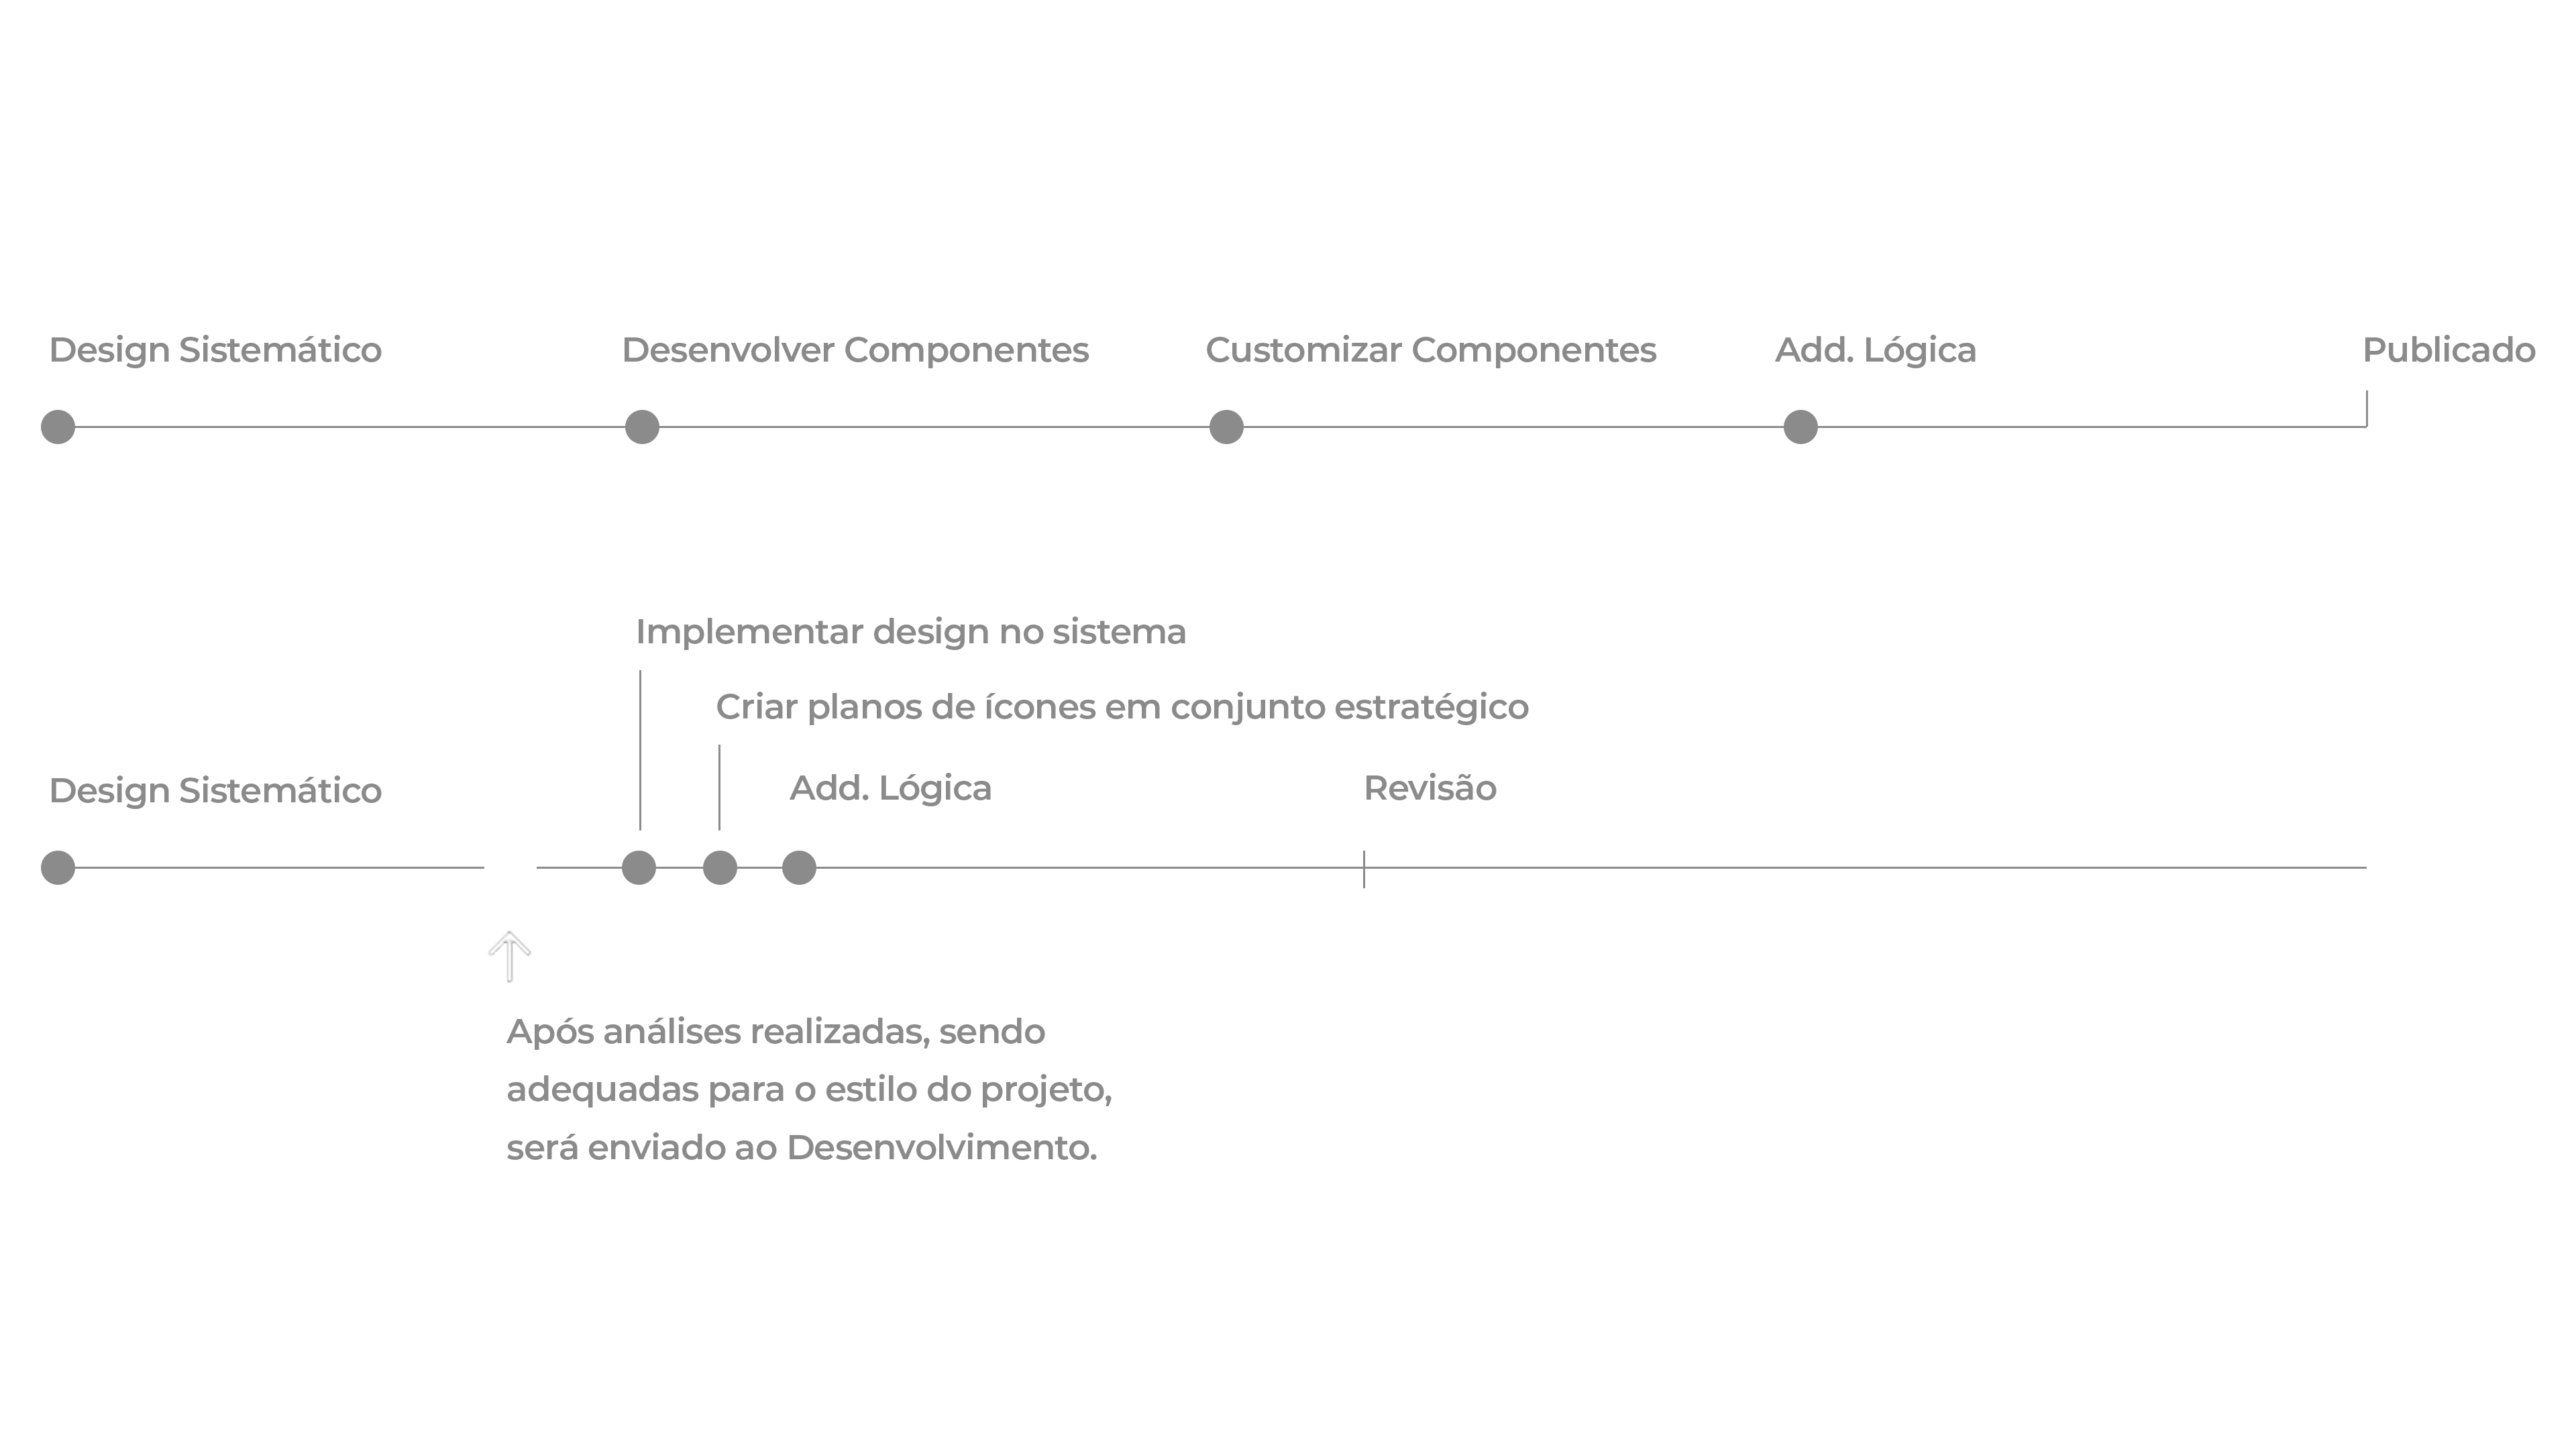 Design Sistemático
Desenvolver Componentes
Customizar Componentes
Add. Lógica
Publicado
Implementar design no sistema
Criar planos de ícones em conjunto estratégico
Design Sistemático
Add. Lógica
Revisão
Após análises realizadas, sendo
adequadas para o estilo do projeto,
será enviado ao Desenvolvimento.